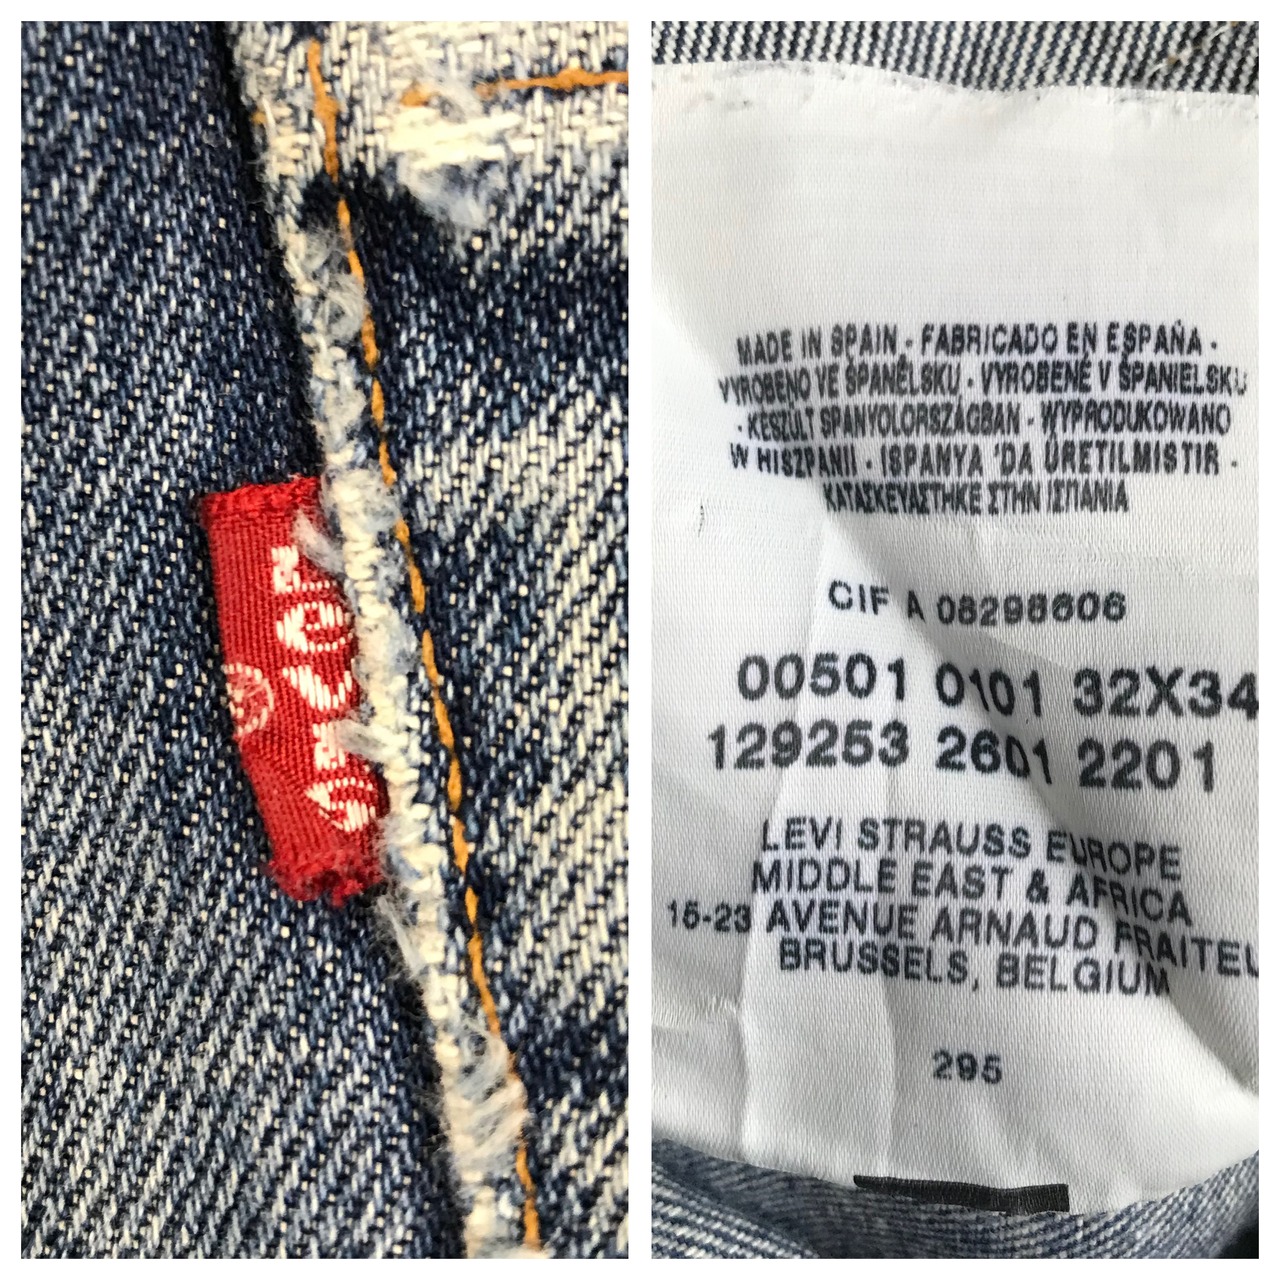 LEVI'S
®
MADE IN SPAIN · FABRICADO EN ESPAÑA ·
VYROBENO VE ŠPANĚLSKU · VYROBENÉ V ŠPANIELSKU
· KÉSZÜLT SPANYOLORSZÁGBAN · WYPRODUKOWANO
W HISZPANII · ISPANYA 'DA ÜRETILMISTIR ·
ΚΑΤΑΣΚΕΥΑΣΤΗΚΕ ΣΤΗΝ ΙΣΠΑΝΙΑ
CIF A 08298606
00501 0101 32X34
129253 2601 2201
LEVI STRAUSS EUROPE
MIDDLE EAST & AFRICA
15-23 AVENUE ARNAUD FRAITEU
BRUSSELS, BELGIUM
295